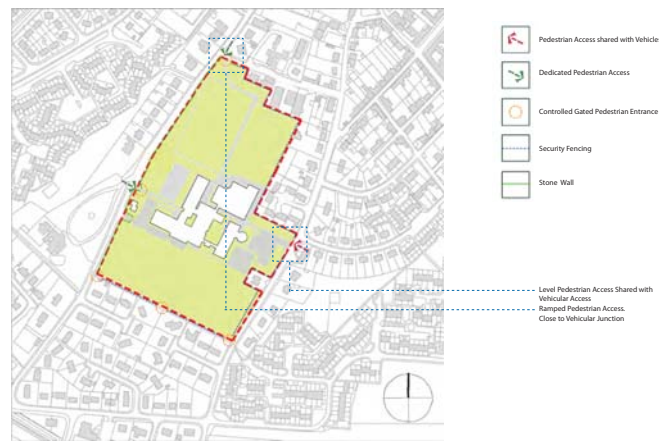 Pedestrian Access shared with Vehicle
Dedicated Pedestrian Access
Controlled Gated Pedestrian Entrance
Security Fencing
Stone Wall
Level Pedestrian Access Shared with
Vehicular Access
Ramped Pedestrian Access.
Close to Vehicular Junction